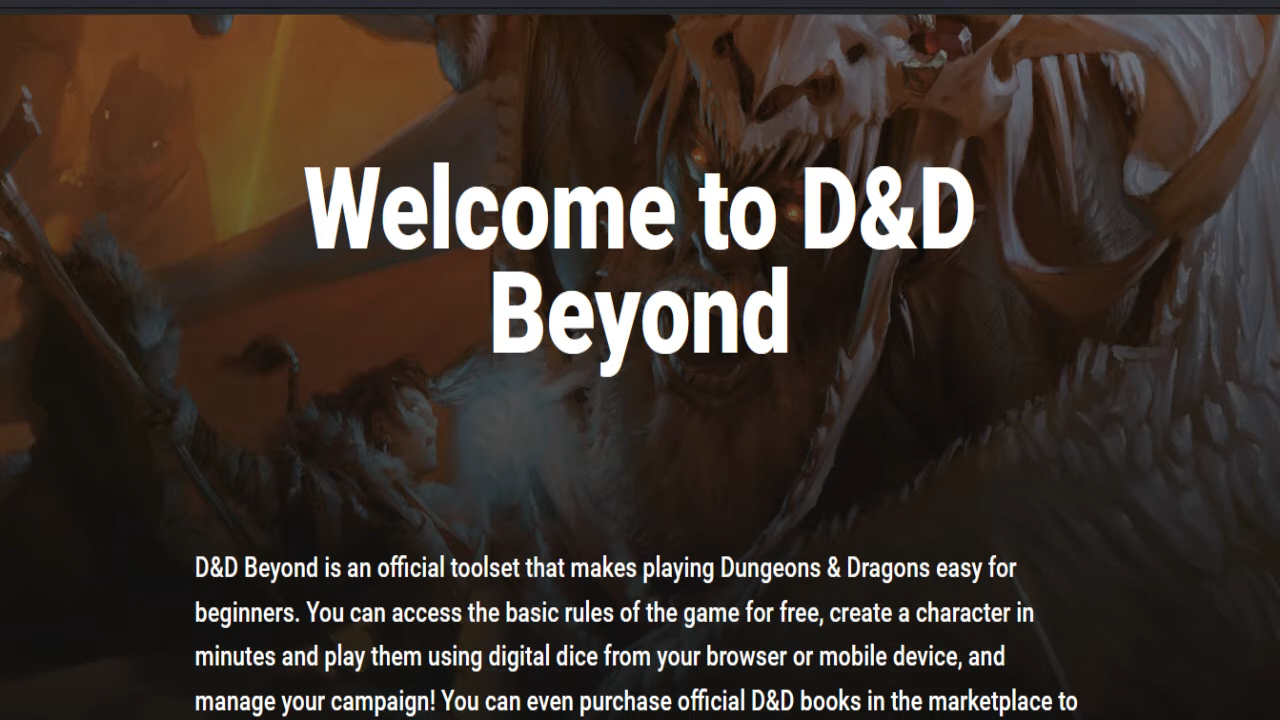 Welcome to D&D
Beyond
D&D Beyond is an official toolset that makes playing Dungeons & Dragons easy for
beginners. You can access the basic rules of the game for free, create a character in
minutes and play them using digital dice from your browser or mobile device, and
manage your campaign! You can even purchase official D&D books in the marketplace to